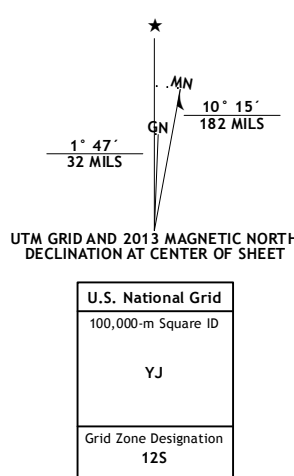 ★
MN
GN
10° 15´
182 MILS
1° 47´
32 MILS
UTM GRID AND 2013 MAGNETIC NORTH
DECLINATION AT CENTER OF SHEET
U.S. National Grid
100,000-m Square ID
YJ
Grid Zone Designation
12S